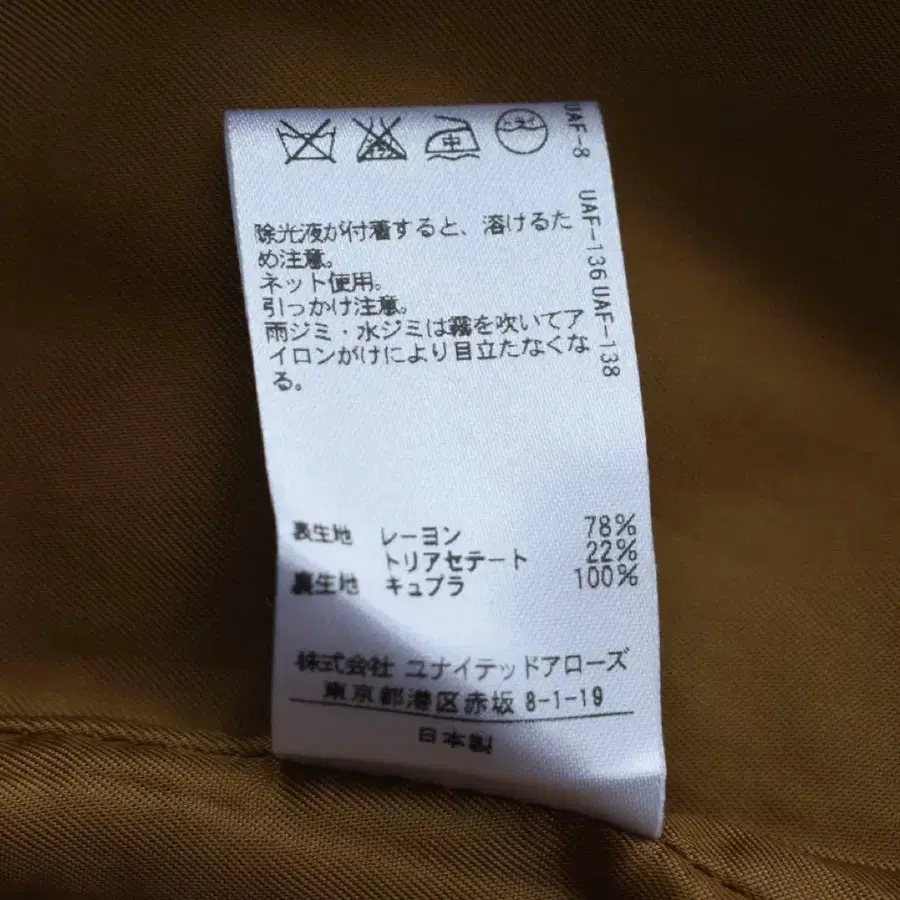 中
ドライ
UAF-8 UAF-136 UAF-138
除光液が付着すると、溶けるた
め注意。
ネット使用。
引っかけ注意。
雨ジミ・水ジミは霧を吹いてア
イロンがけにより目立たなくな
る。
表生地 レーヨン 78%
トリアセテート 22%
裏生地 キュプラ 100%
株式会社 ユナイテッドアローズ
東京都港区赤坂 8-1-19
日本製